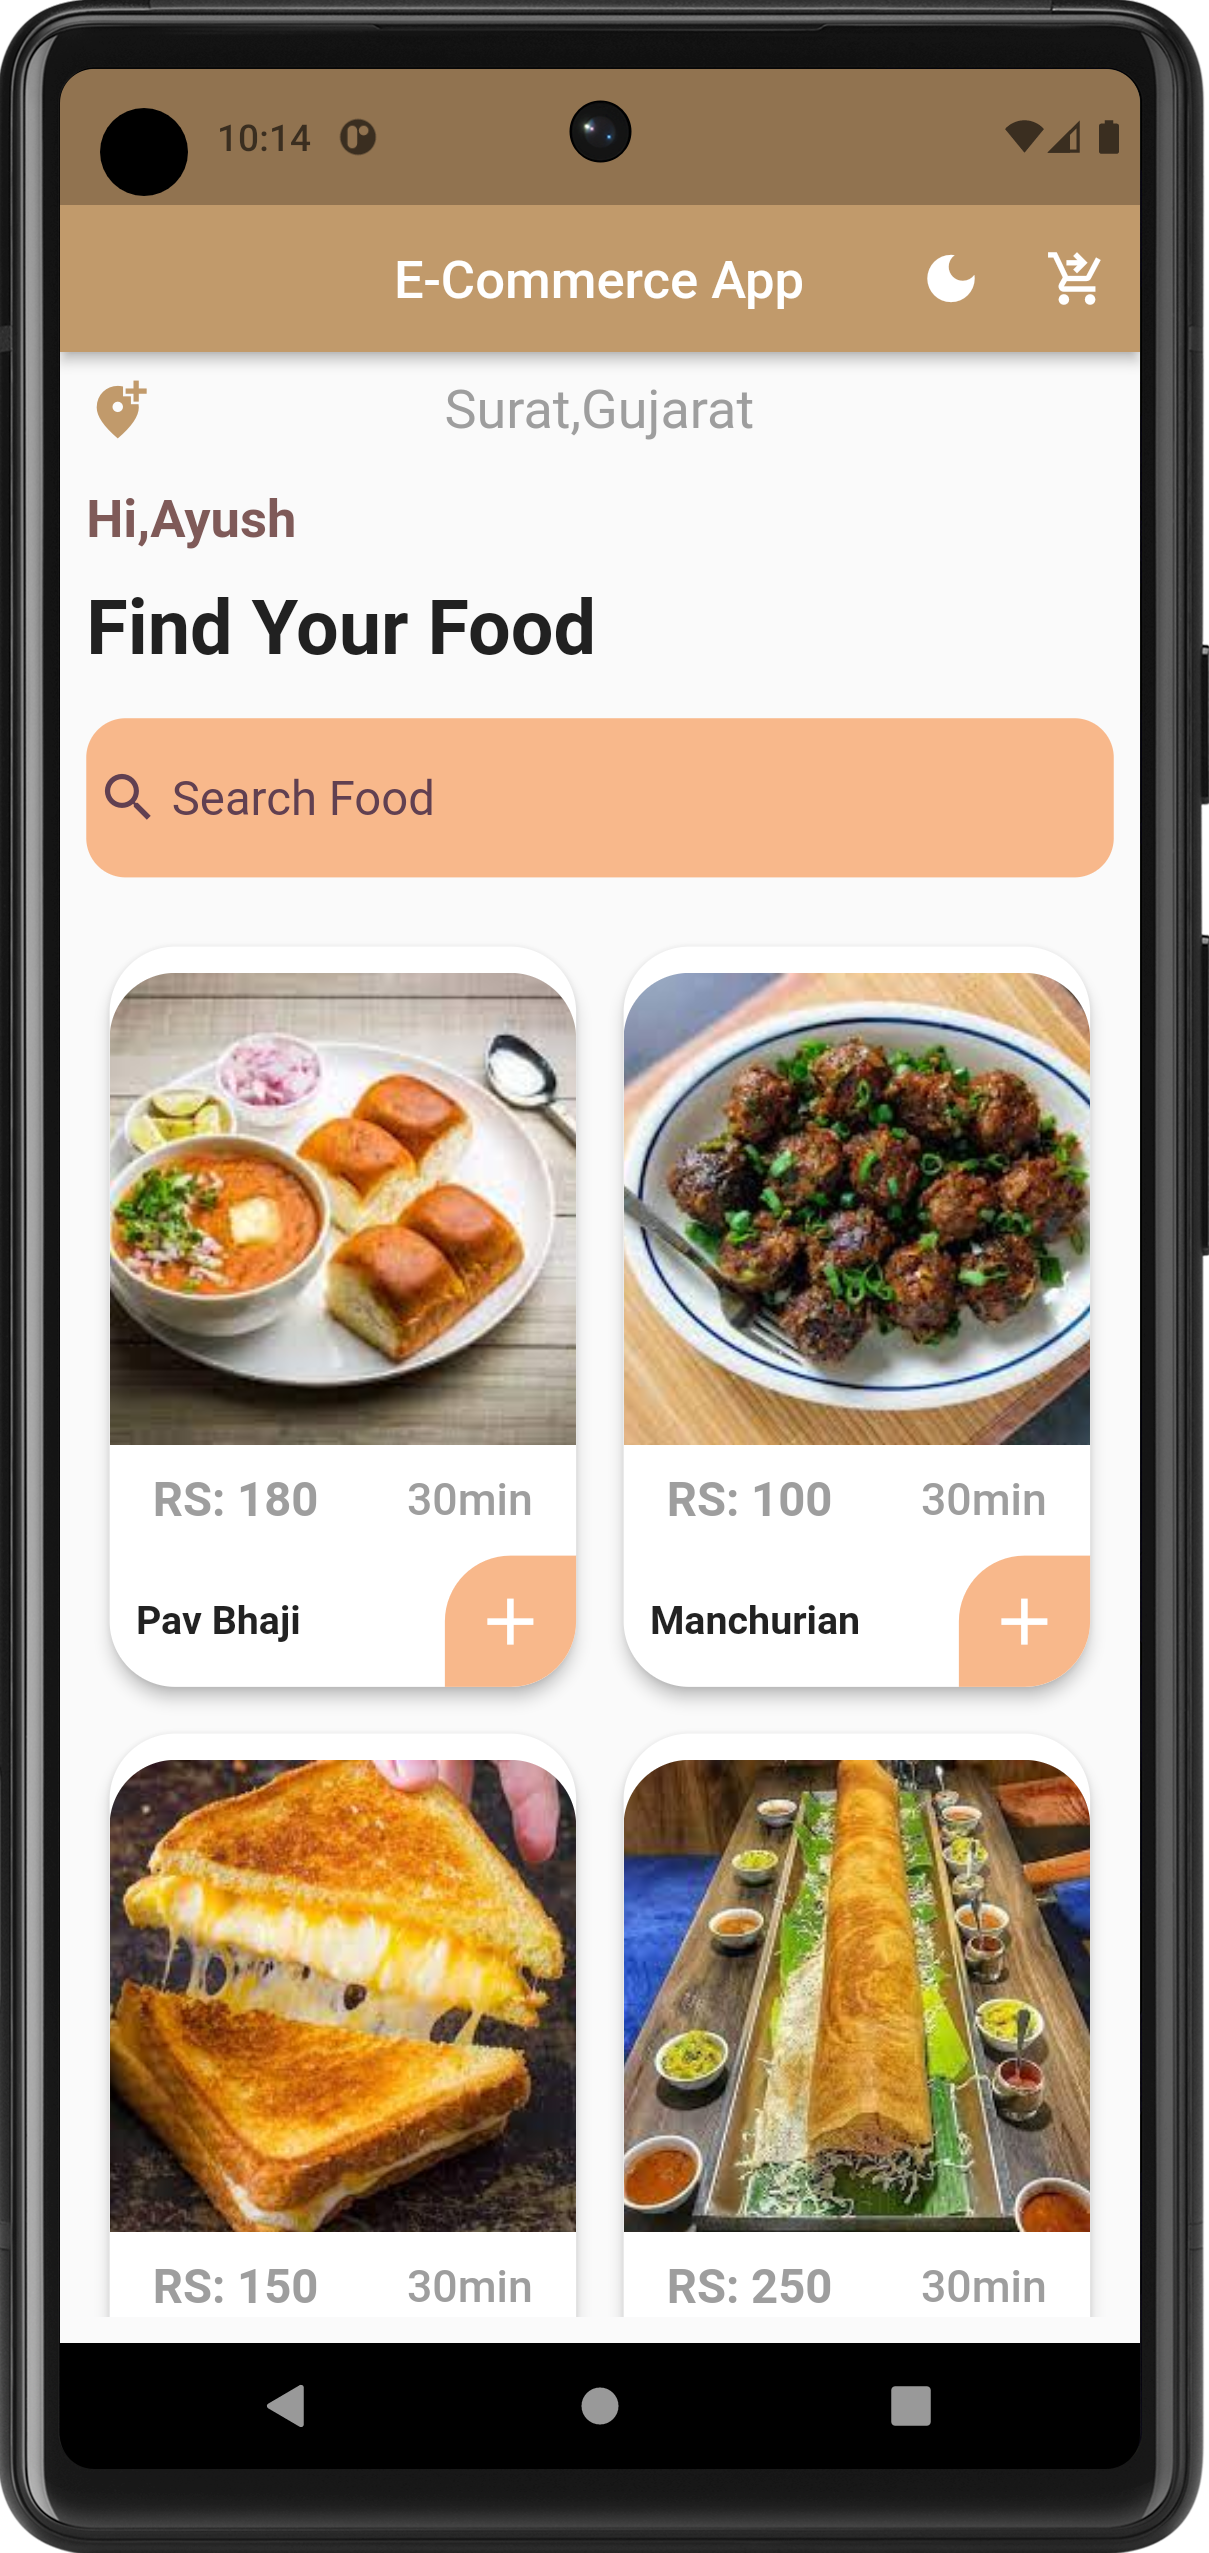 10:14
E-Commerce App
Surat,Gujarat
Hi,Ayush
Find Your Food
Search Food
RS: 180 30min
Pav Bhaji
RS: 100 30min
Manchurian
RS: 150 30min
RS: 250 30min